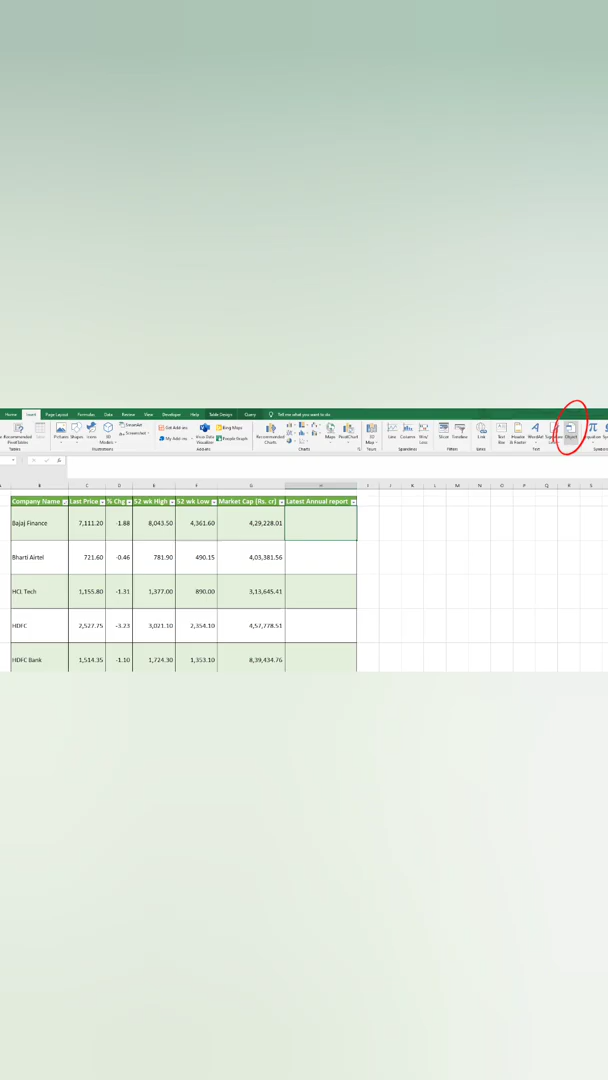 Home Insert Page Layout Formulas Data Review View Developer Help Table Design Query Tell me what you want to do
Recommended PivotTables
Pictures Shapes Icons 3D Models
SmartArt
Screenshot
Get Add-ins
My Add-ins
Visio Data Visualizer
Bing Maps
People Graph
Recommended Charts
Maps PivotChart
3D Map
Line Column Win/Loss
Slicer Timeline
Link
Text Box
Header & Footer
WordArt
Object
Equation
Tables Illustrations Add-ins Charts Tours Sparklines Filters Links Text Symbols
B C D E F G H I J K L M N O P Q R S
Company Name Last Price % Chg 52 wk High 52 wk Low Market Cap (Rs. cr) Latest Annual report
Bajaj Finance 7,111.20 -1.88 8,043.50 4,361.60 4,29,228.01
Bharti Airtel 721.60 -0.46 781.90 490.15 4,03,381.56
HCL Tech 1,155.80 -1.31 1,377.00 890.00 3,13,645.41
HDFC 2,527.75 -3.23 3,021.10 2,354.10 4,57,778.51
HDFC Bank 1,514.35 -1.10 1,724.30 1,353.10 8,39,434.76